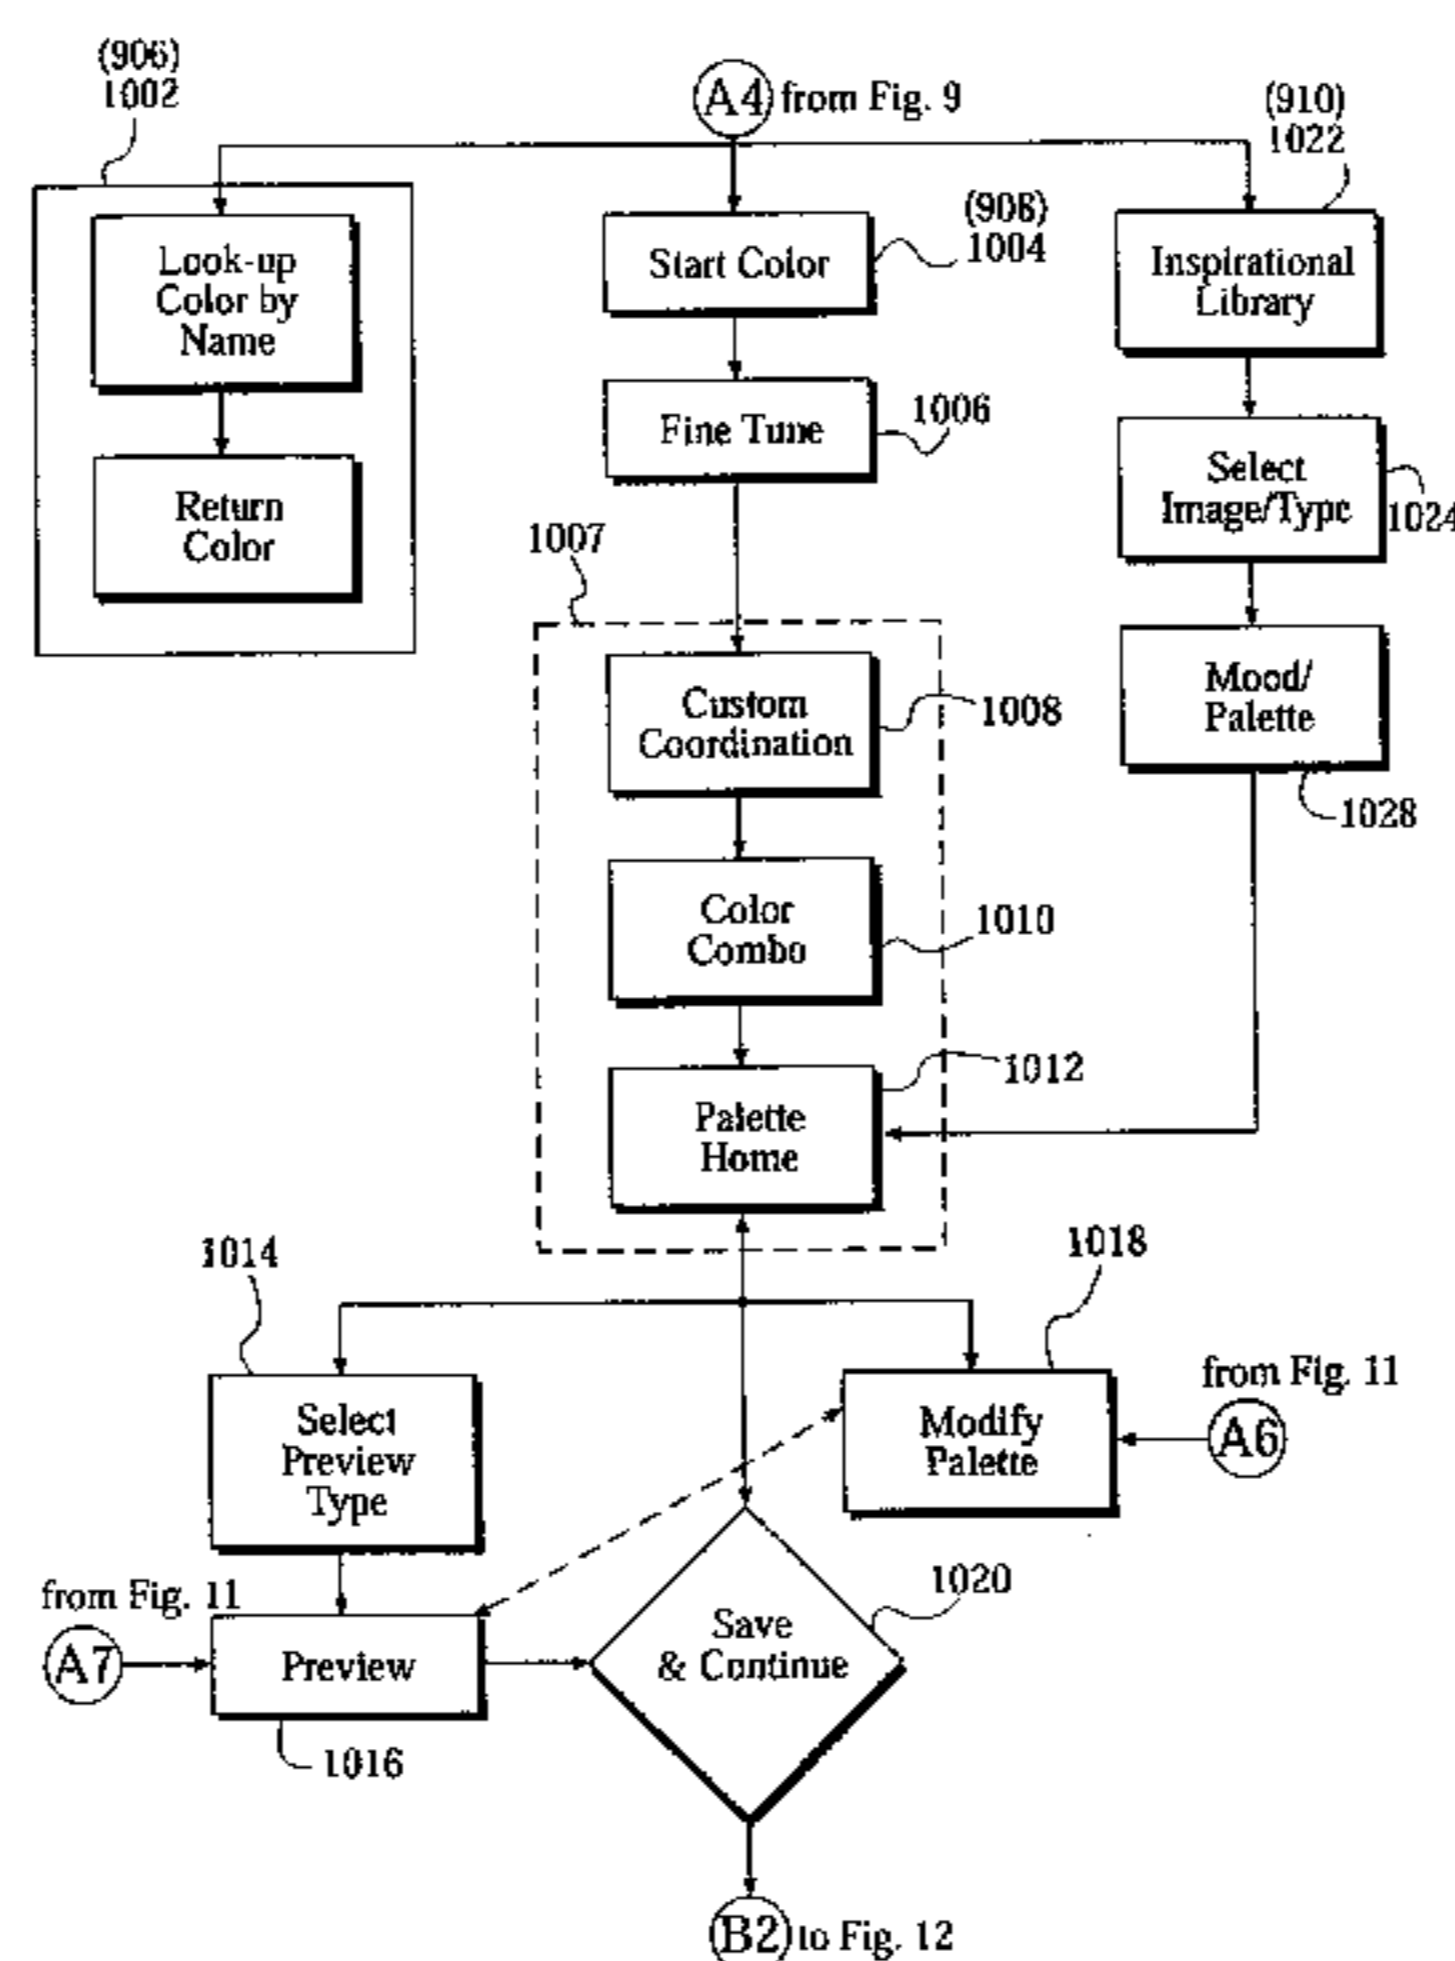 (906)
1002
A4 from Fig. 9
(910)
1022
(908)
1004
Look-up
Color by
Name
Start Color
Inspirational
Library
Fine Tune
1006
Select
Image/Type
1024
Return
Color
1007
Custom
Coordination
1008
Mood/
Palette
1028
Color
Combo
1010
1012
Palette
Home
1014
1018
Select
Preview
Type
Modify
Palette
from Fig. 11
A6
from Fig. 11
A7
Preview
1016
Save
& Continue
1020
B2 to Fig. 12